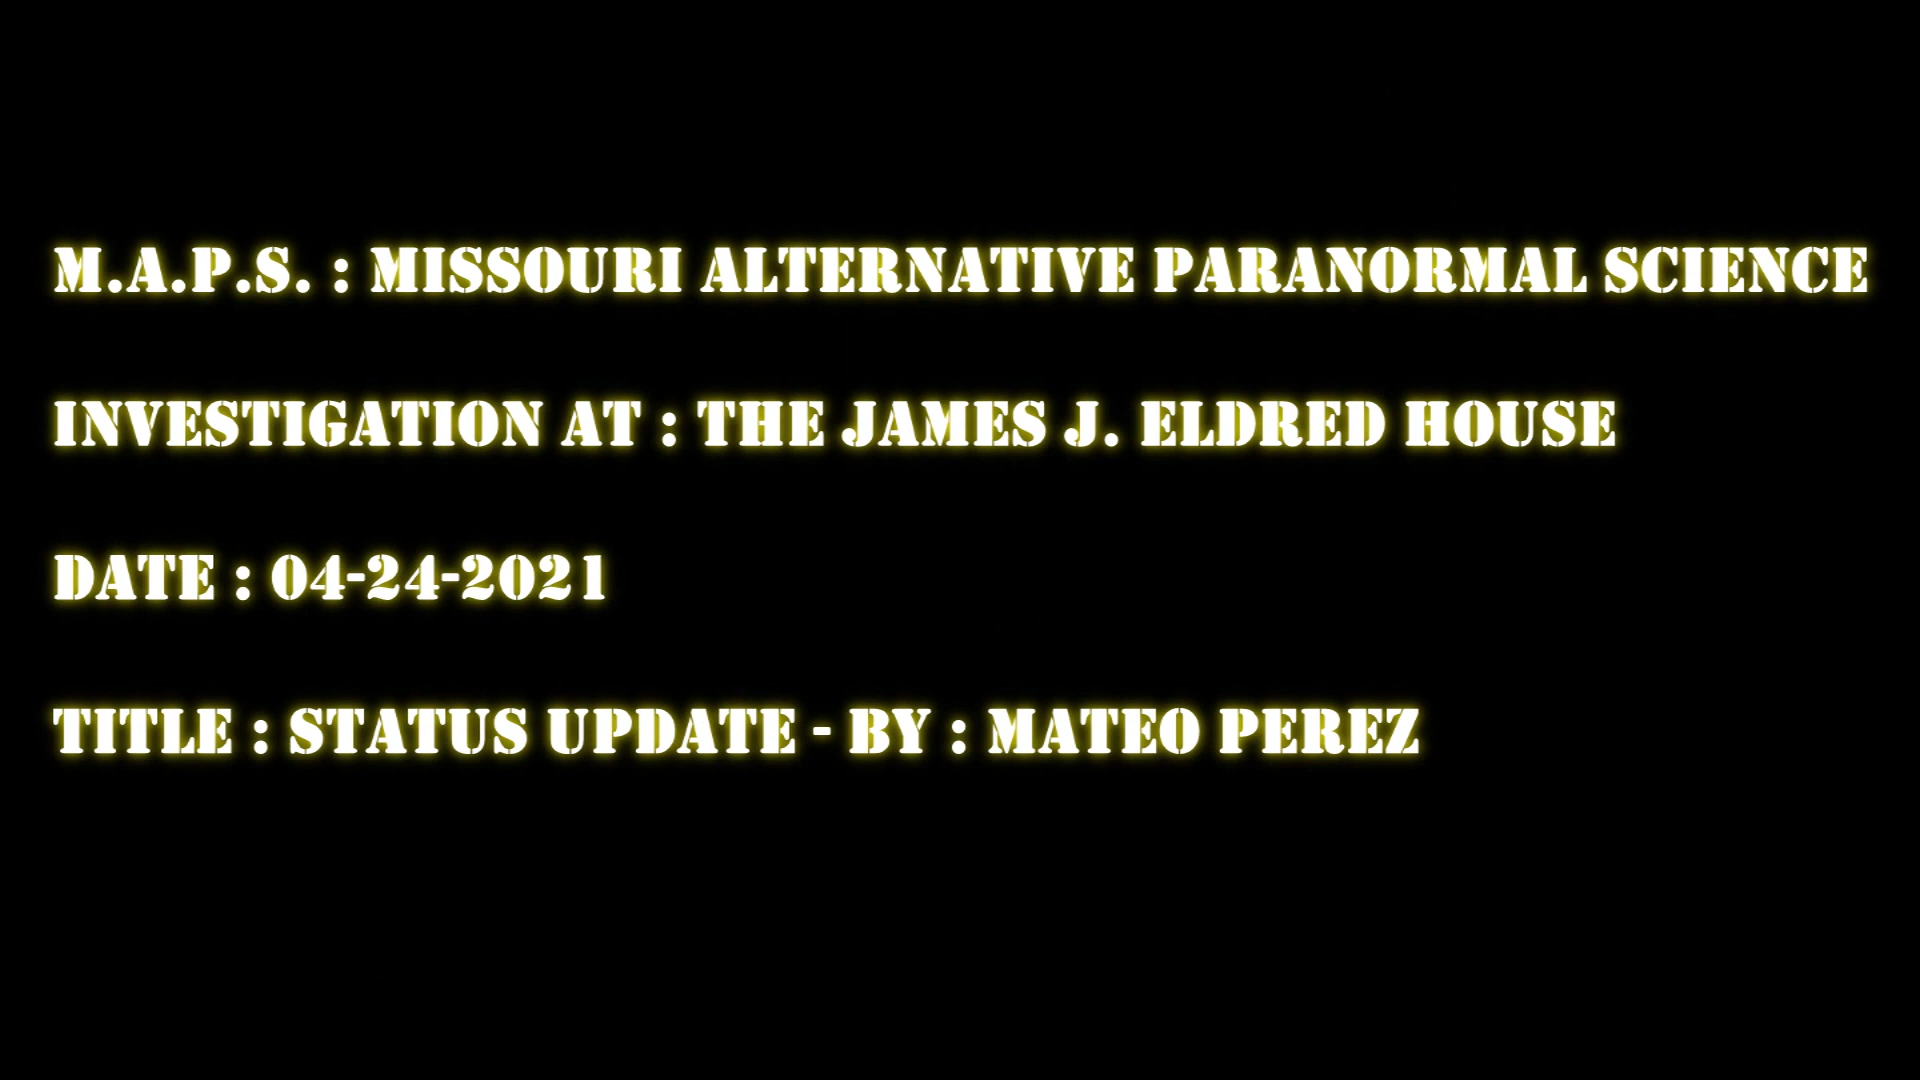 M.A.P.S. : MISSOURI ALTERNATIVE PARANORMAL SCIENCE
INVESTIGATION AT : THE JAMES J. ELDRED HOUSE
DATE : 04-24-2021
TITLE : STATUS UPDATE - BY : MATEO PEREZ